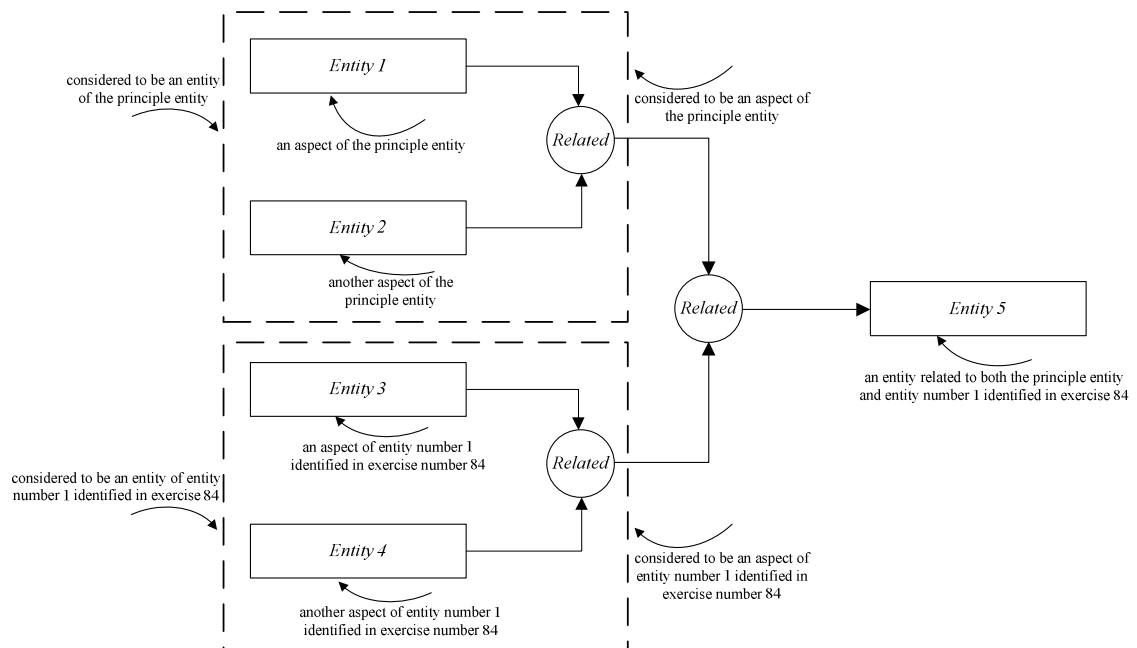 Entity 1
considered to be an entity
of the principle entity
considered to be an aspect of
the principle entity
an aspect of the principle entity
Related
Entity 2
another aspect of the
principle entity
Related
Entity 5
an entity related to both the principle entity
and entity number 1 identified in exercise 84
Entity 3
an aspect of entity number 1
identified in exercise number 84
Related
considered to be an entity of entity
number 1 identified in exercise 84
Entity 4
considered to be an aspect of
entity number 1 identified in
exercise number 84
another aspect of entity number 1
identified in exercise number 84